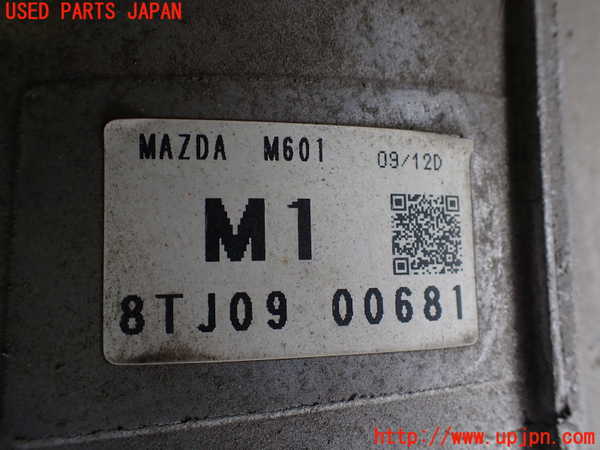 USED PARTS JAPAN
MAZDA M601 09/12D
M1
8TJ09 00681
http://www.upjpn.com/